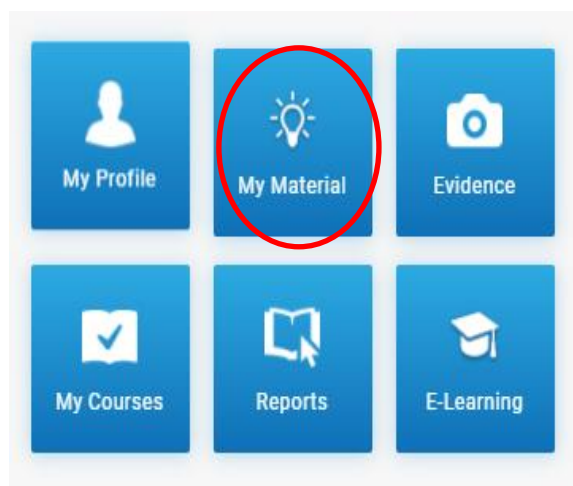 My Profile
My Material
Evidence
My Courses
Reports
E-Learning